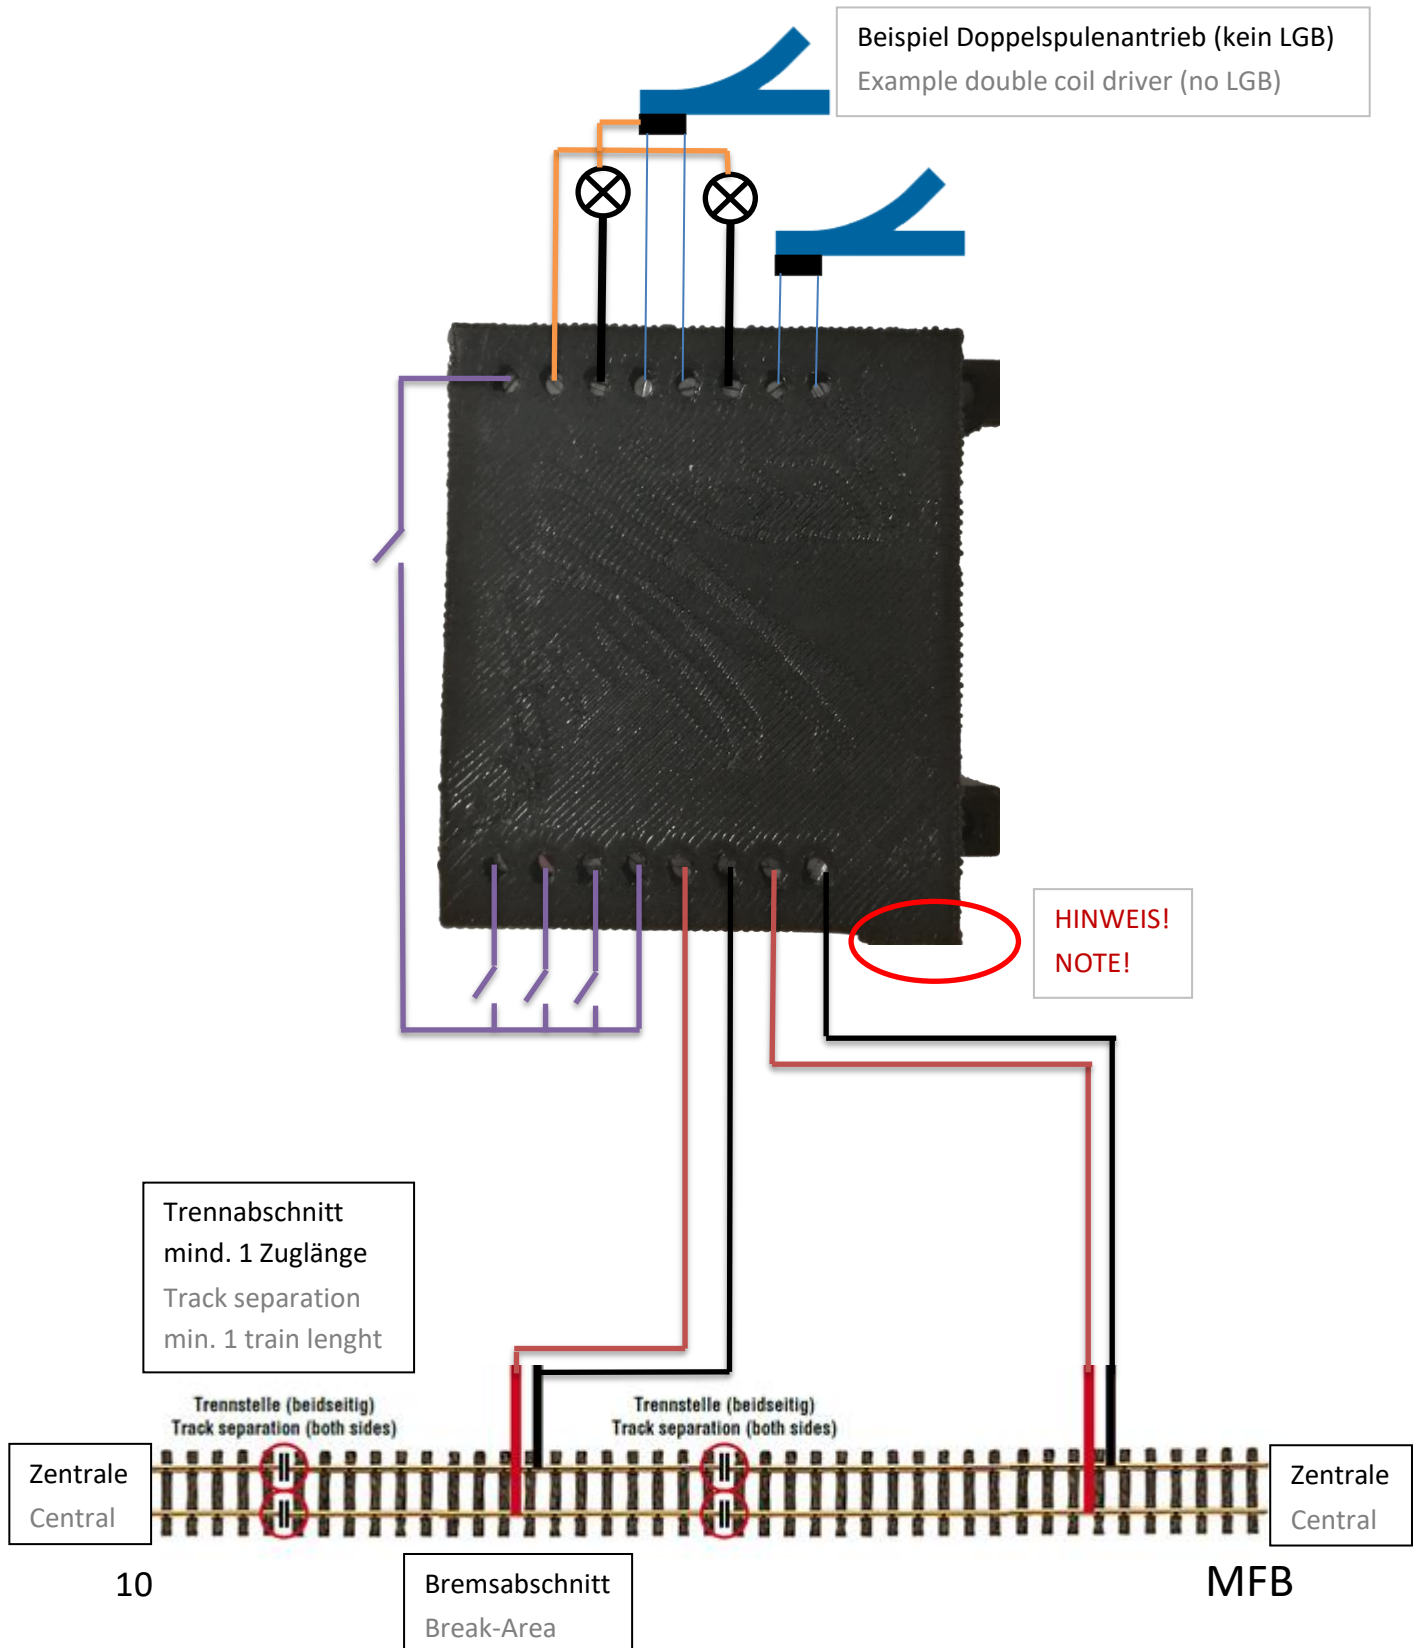 Beispiel Doppelspulenantrieb (kein LGB)
Example double coil driver (no LGB)
HINWEIS!
NOTE!
Trennabschnitt
mind. 1 Zuglänge
Track separation
min. 1 train lenght
Trennstelle (beidseitig)
Track separation (both sides)
Trennstelle (beidseitig)
Track separation (both sides)
Zentrale
Central
Zentrale
Central
10
Bremsabschnitt
Break-Area
MFB